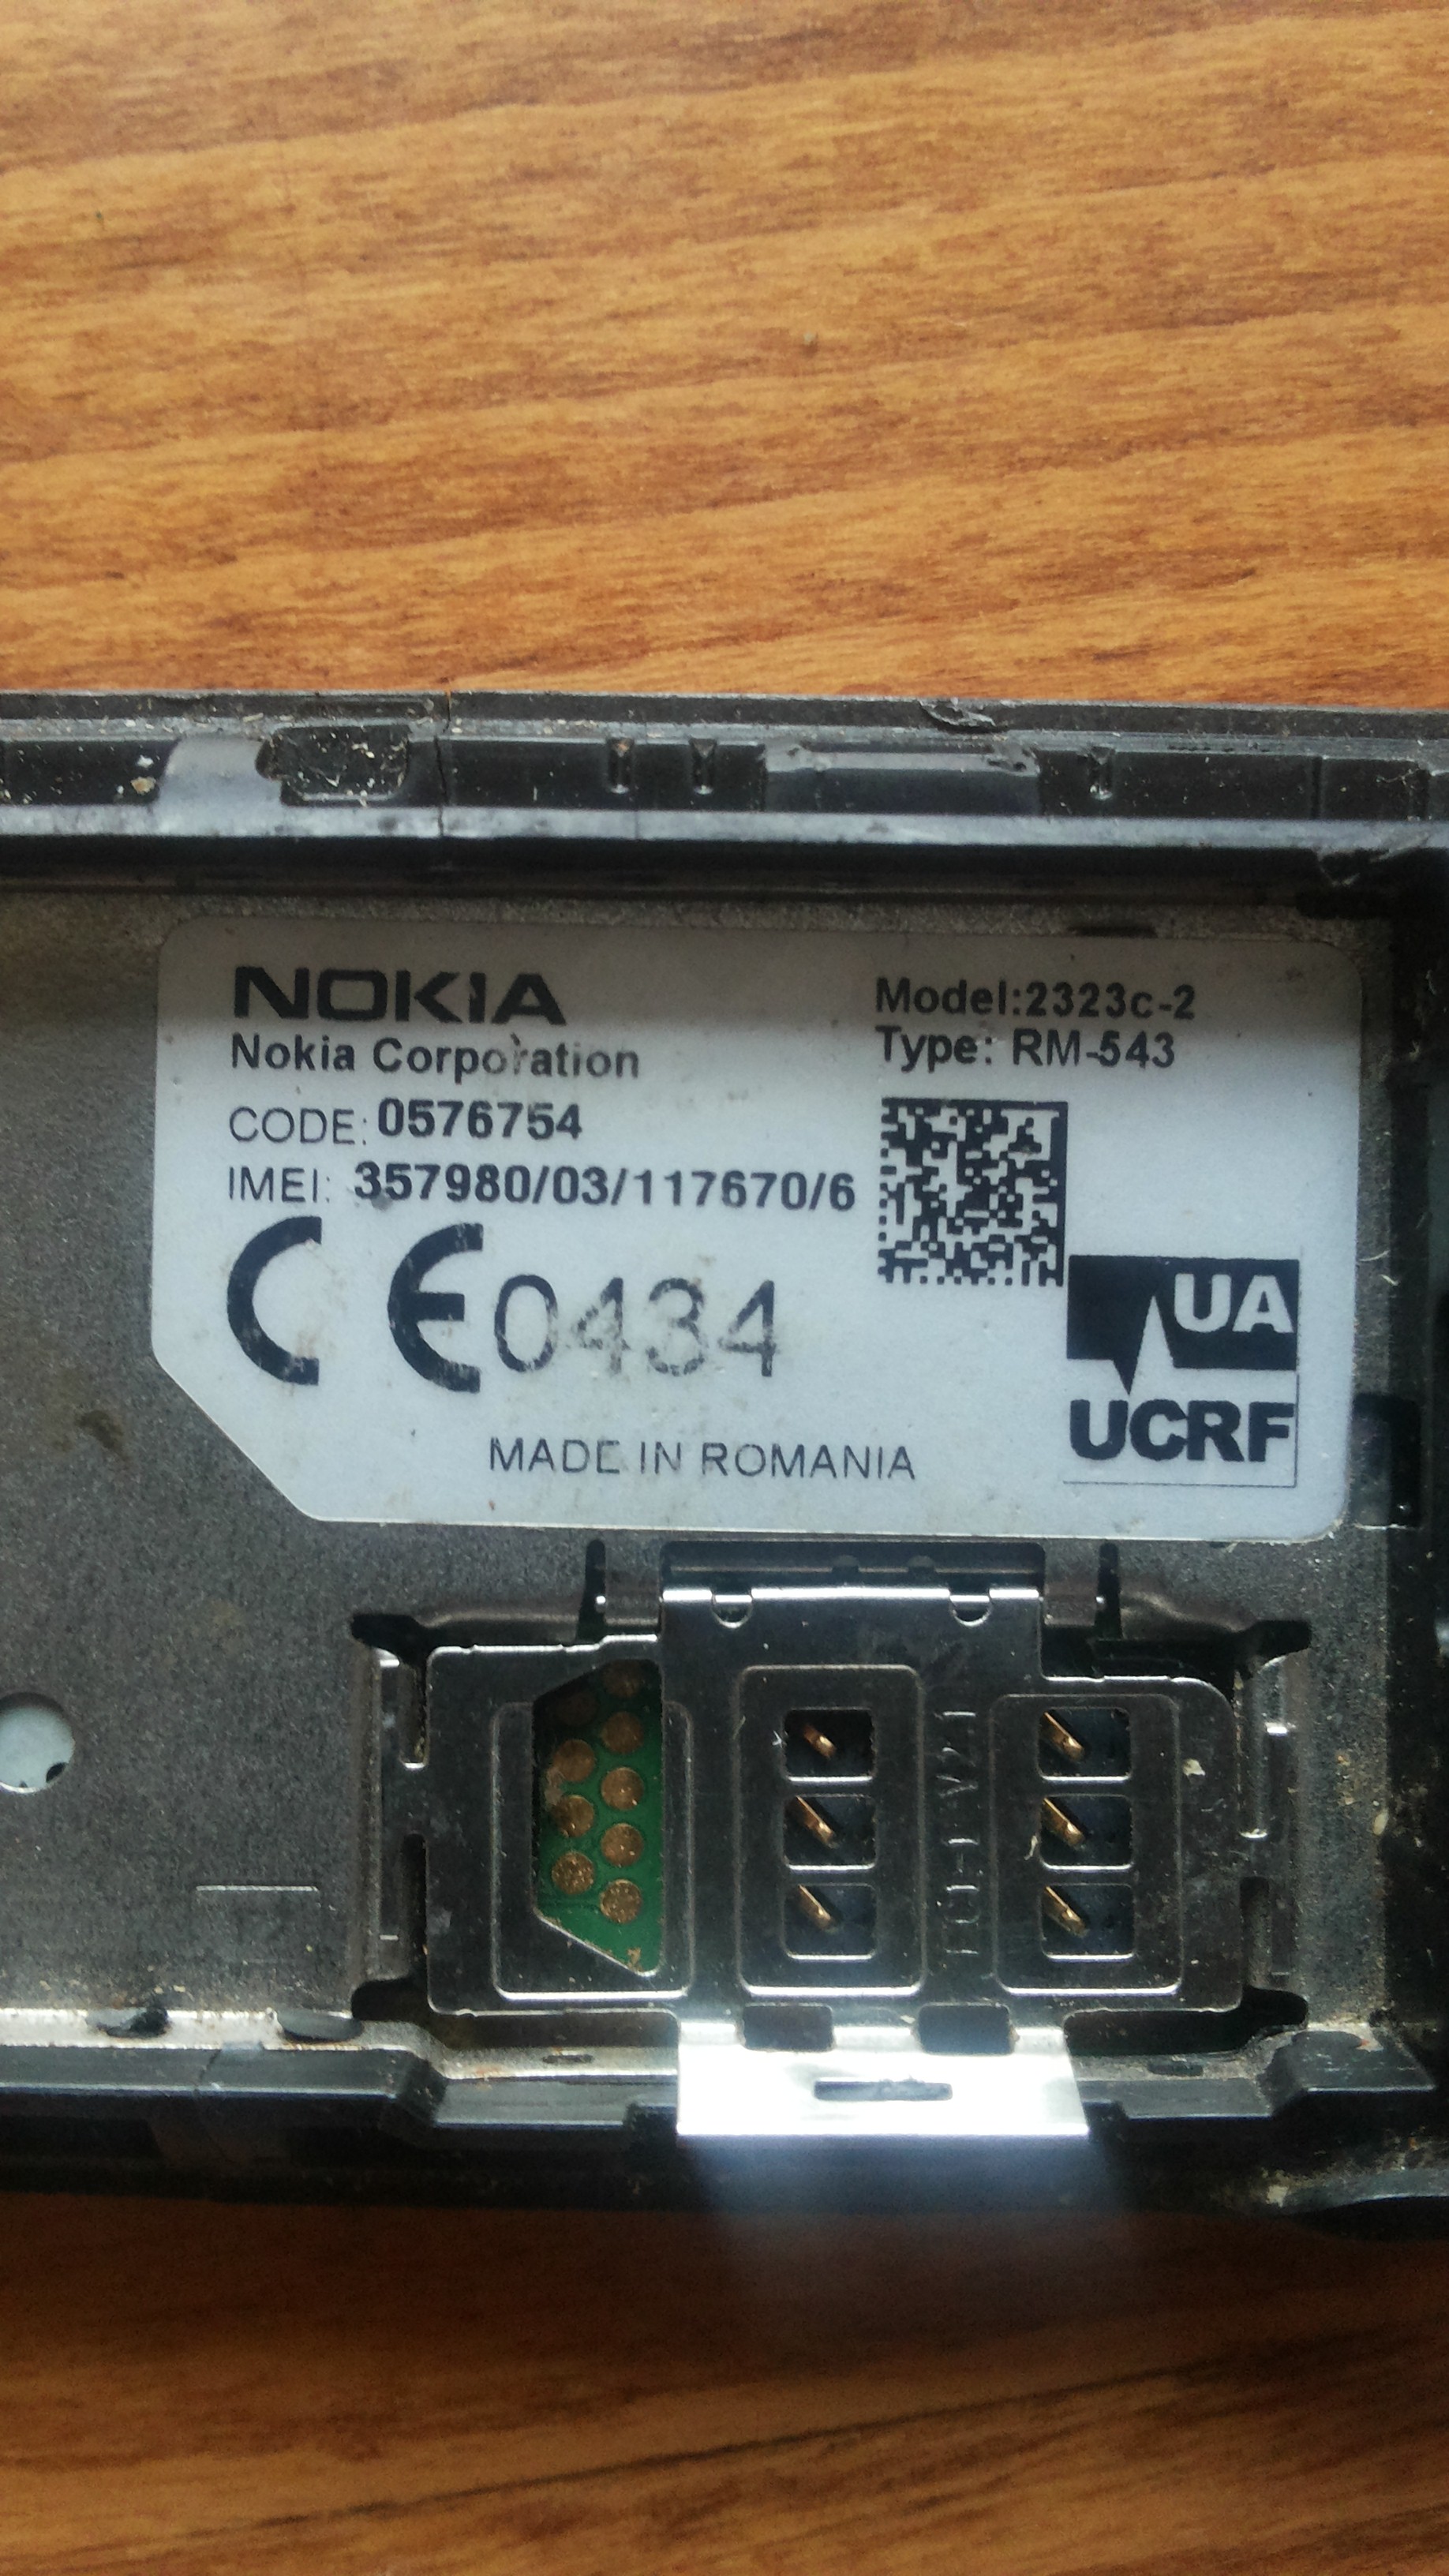 NOKIA
Nokia Corporation
CODE: 0576754
IMEI: 357980/03/117670/6
CE0434
MADE IN ROMANIA
Model:2323c-2
Type: RM-543
UA
UCRF